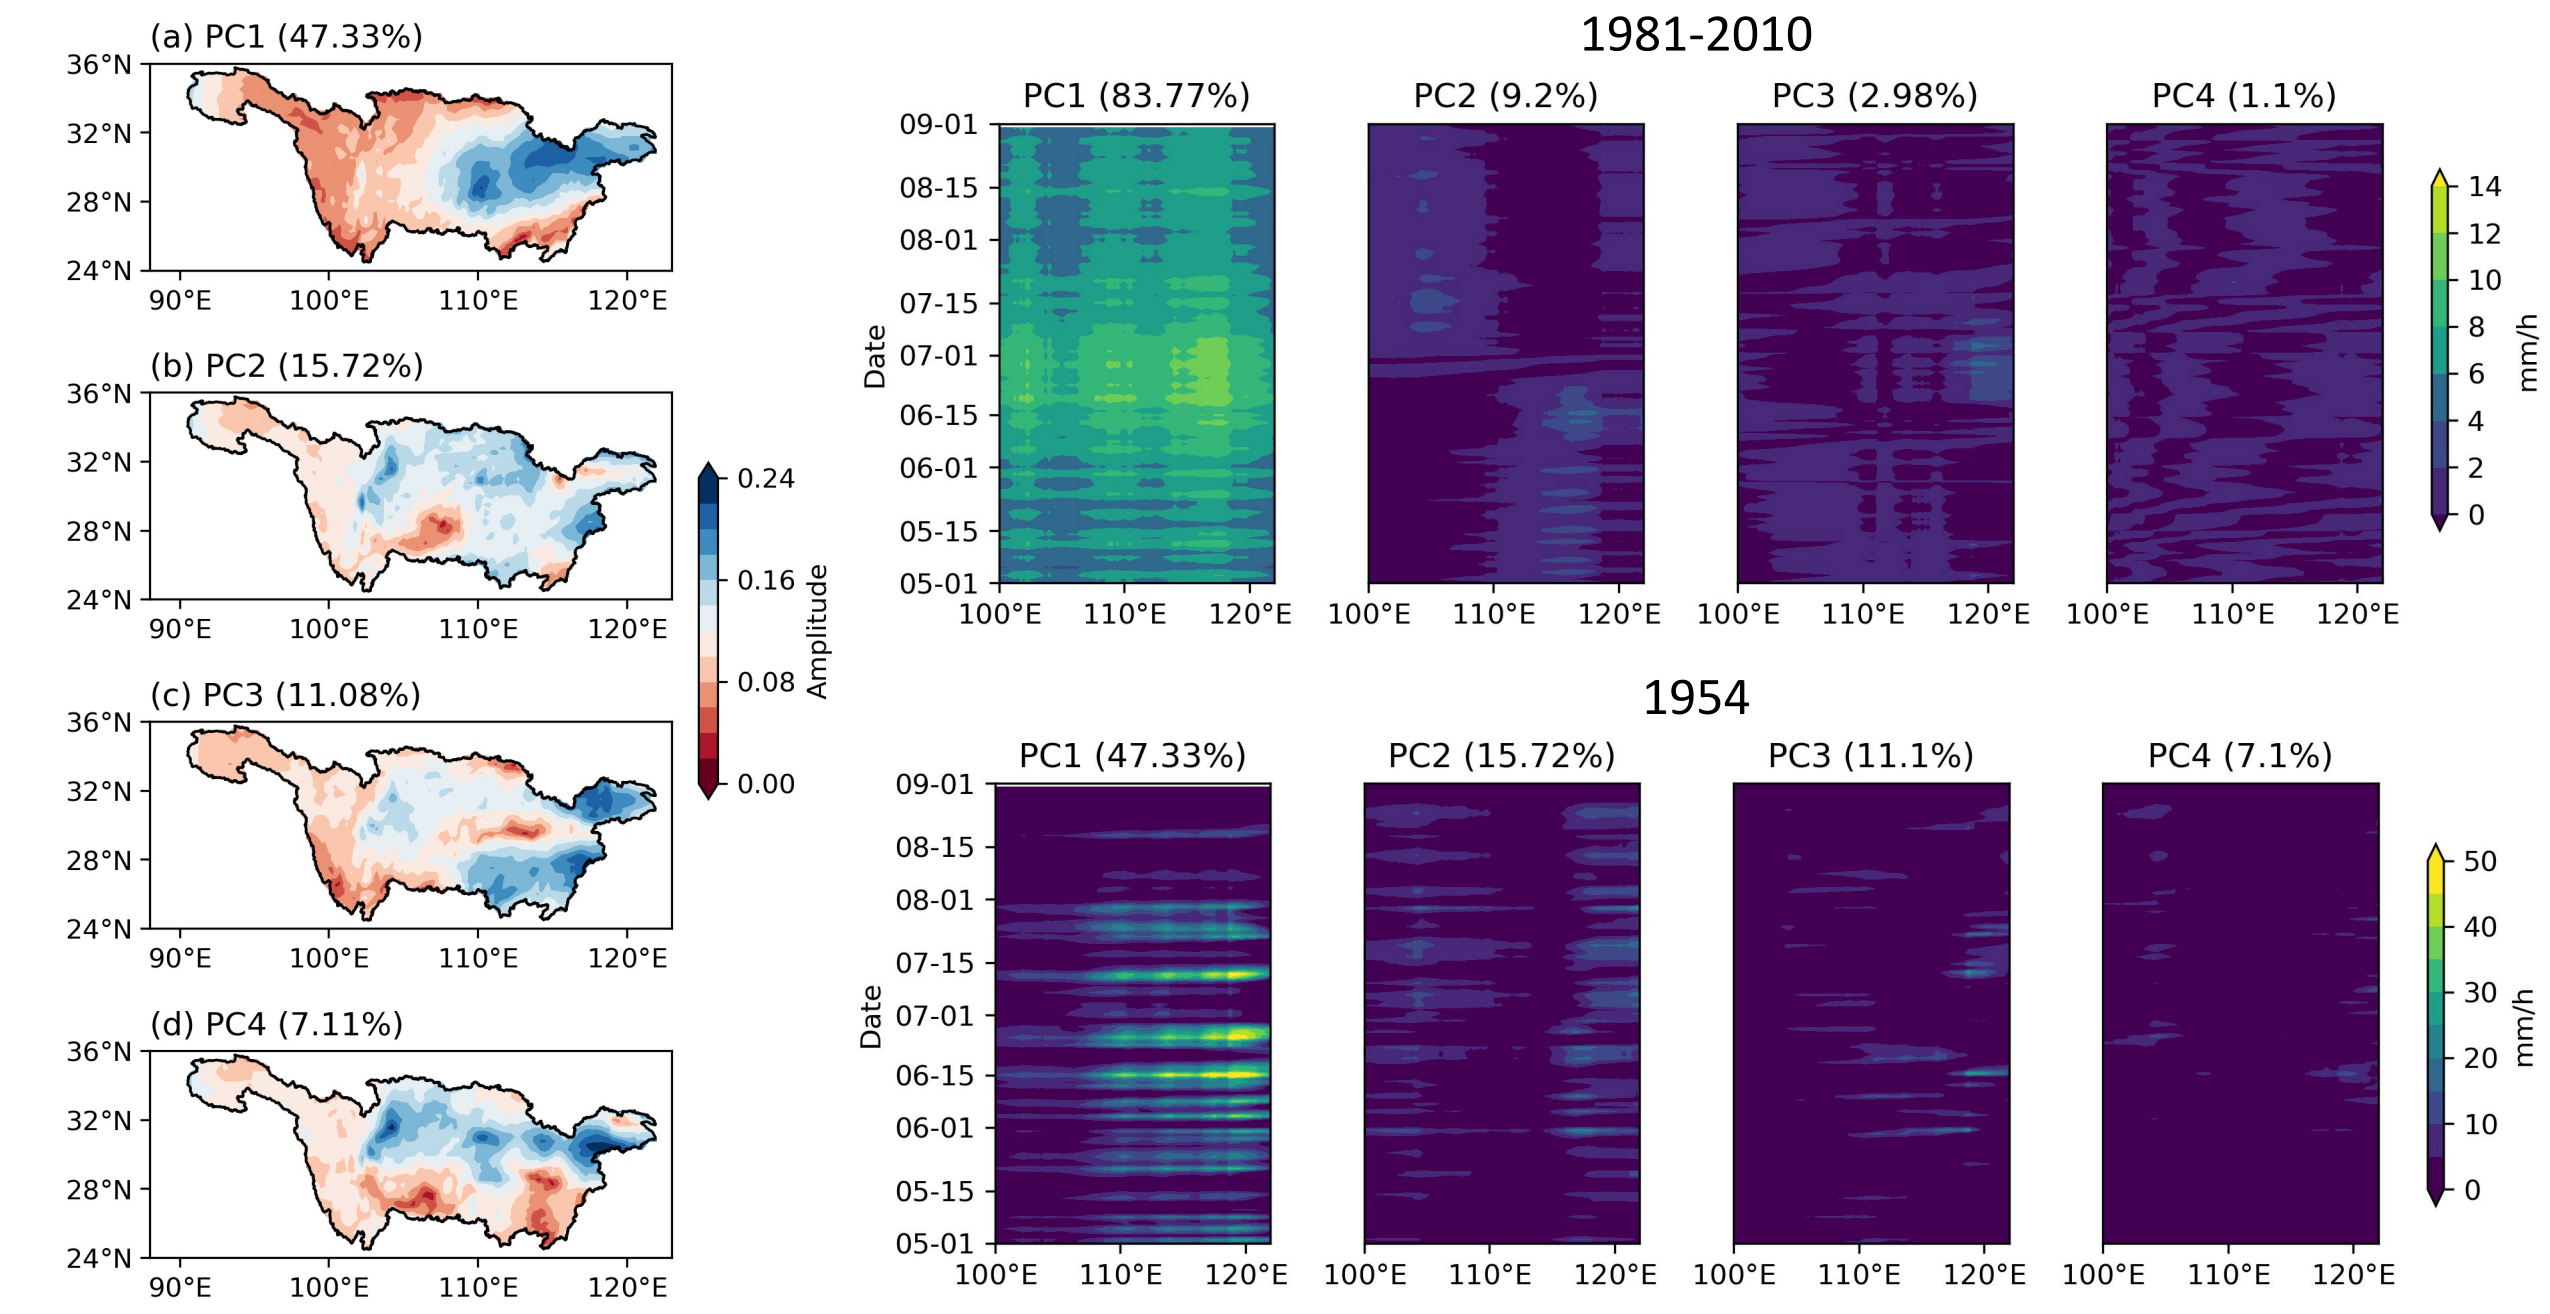 (a) PC1 (47.33%)
36°N
32°N
28°N
24°N
90°E 100°E 110°E 120°E
(b) PC2 (15.72%)
36°N
32°N
28°N
24°N
90°E 100°E 110°E 120°E
(c) PC3 (11.08%)
36°N
32°N
28°N
24°N
90°E 100°E 110°E 120°E
(d) PC4 (7.11%)
36°N
32°N
28°N
24°N
90°E 100°E 110°E 120°E
0.24
0.16
0.08
0.00
Amplitude
1981-2010
PC1 (83.77%) PC2 (9.2%) PC3 (2.98%) PC4 (1.1%)
Date
09-01
08-15
08-01
07-15
07-01
06-15
06-01
05-15
05-01
100°E 110°E 120°E 100°E 110°E 120°E 100°E 110°E 120°E 100°E 110°E 120°E
14
12
10
8
6
4
2
0
mm/h
1954
PC1 (47.33%) PC2 (15.72%) PC3 (11.1%) PC4 (7.1%)
Date
09-01
08-15
08-01
07-15
07-01
06-15
06-01
05-15
05-01
100°E 110°E 120°E 100°E 110°E 120°E 100°E 110°E 120°E 100°E 110°E 120°E
50
40
30
20
10
0
mm/h